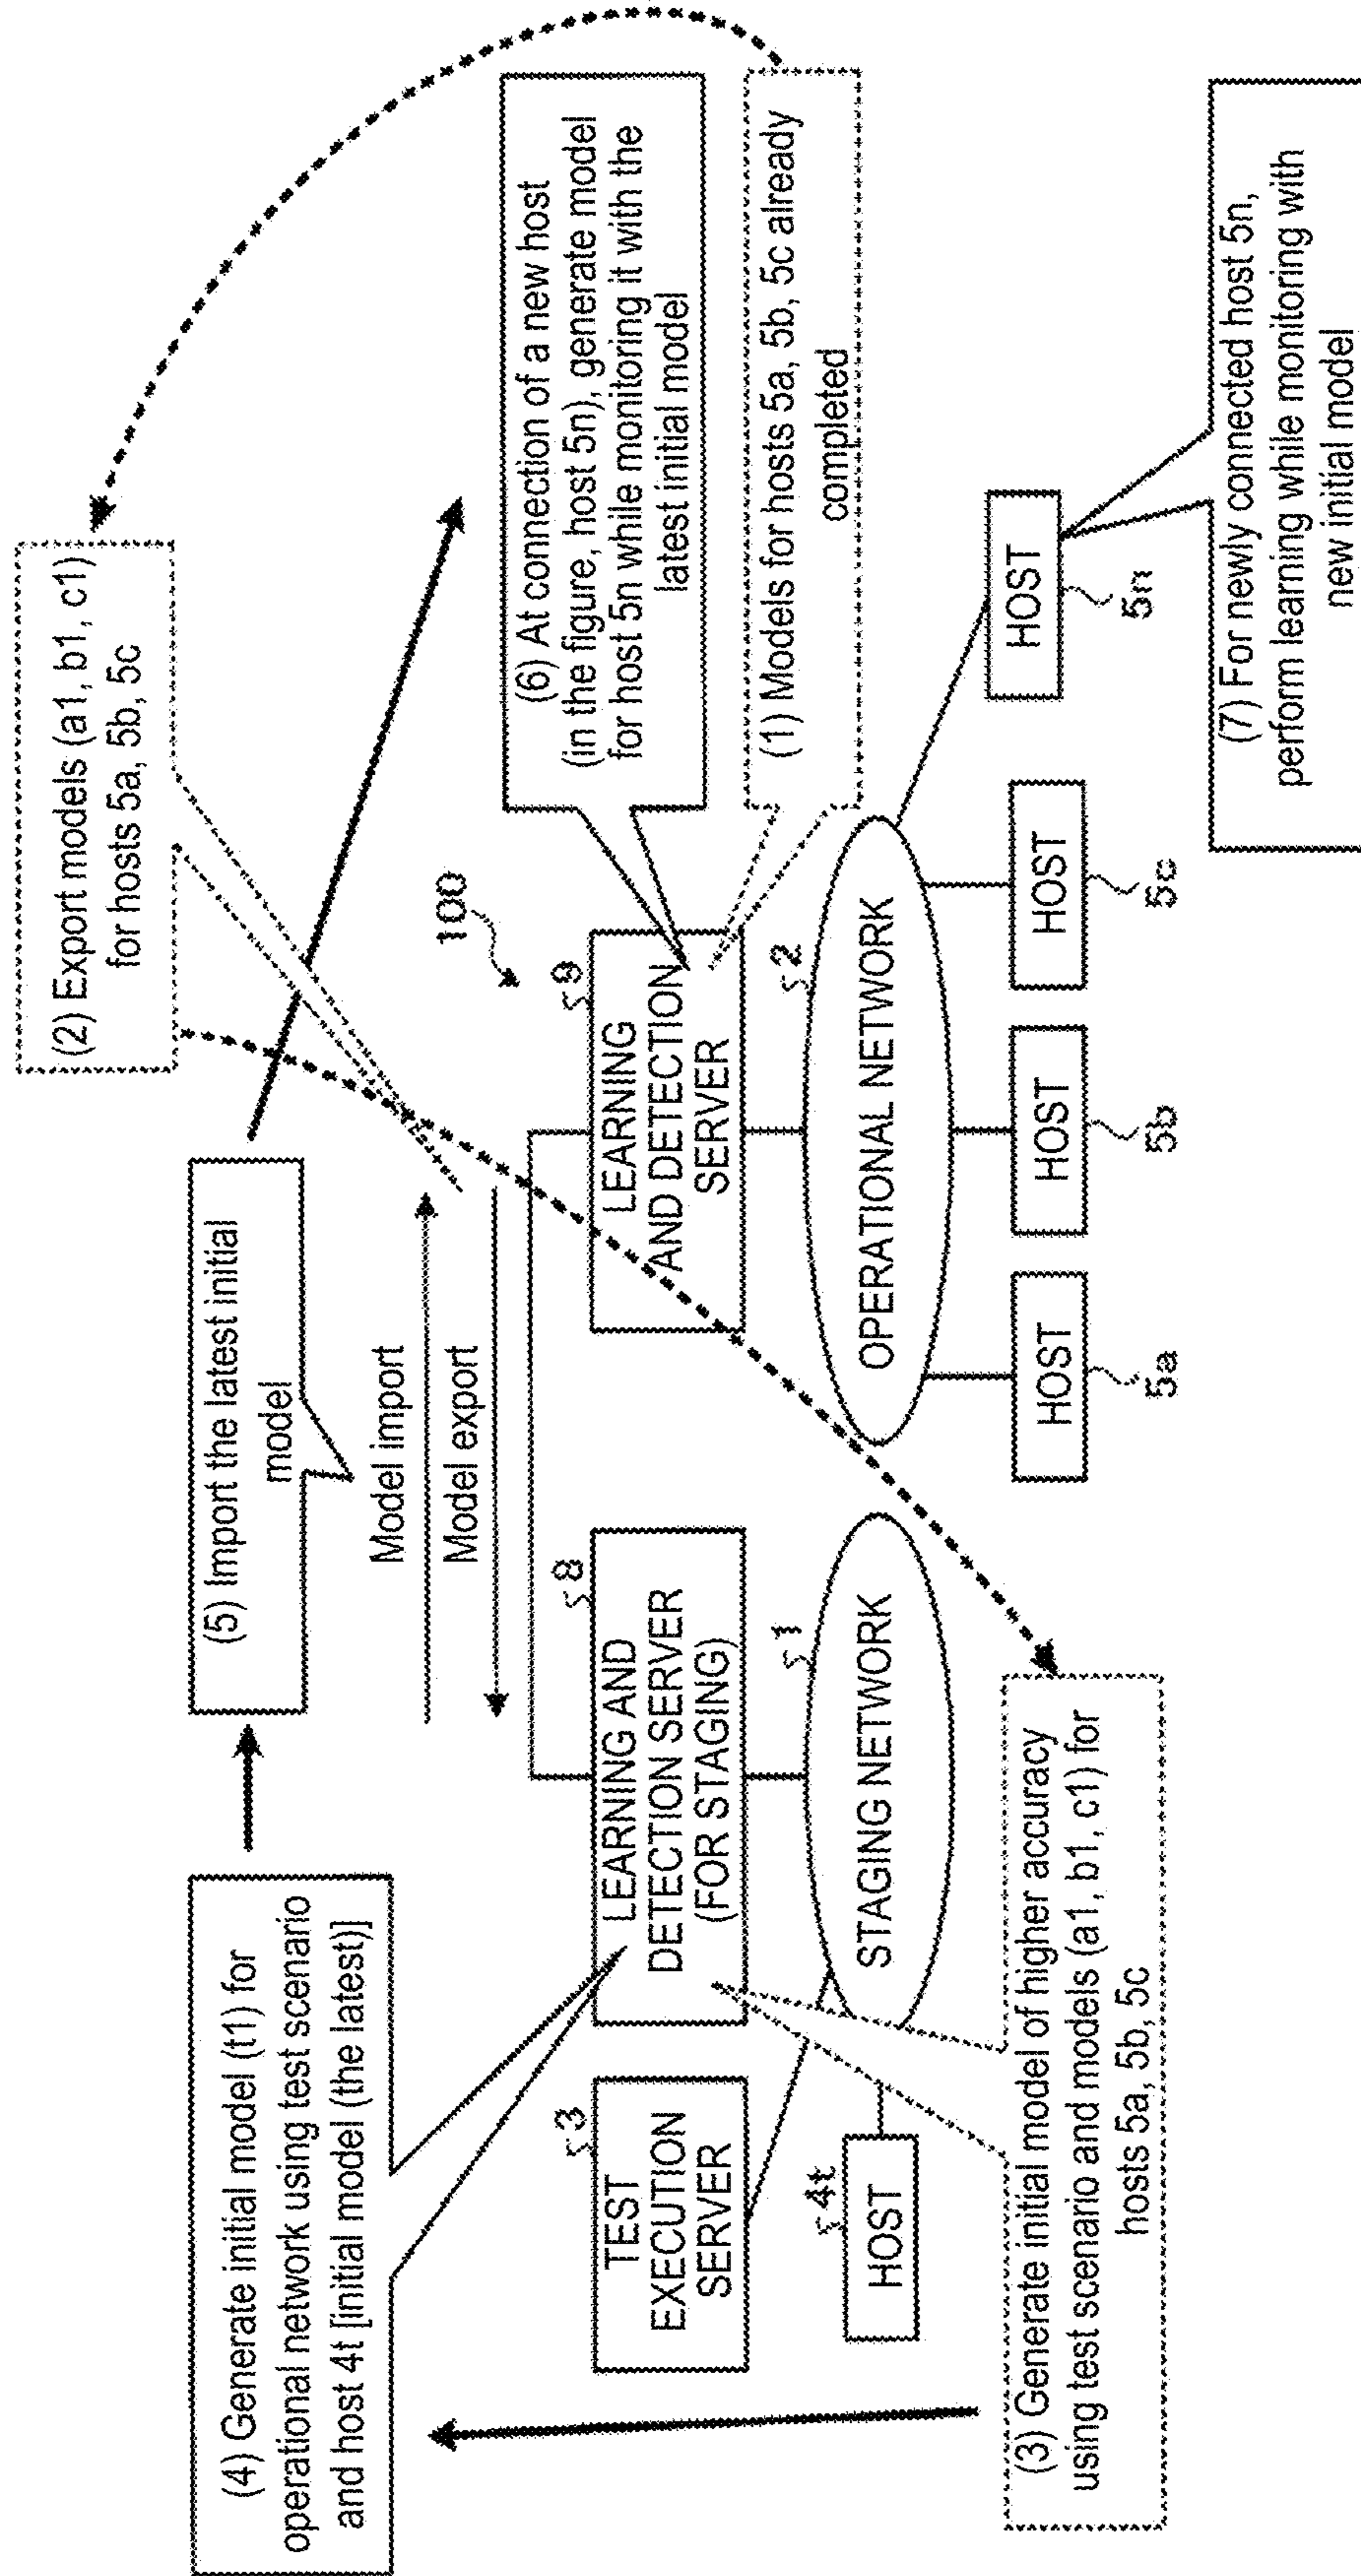 (4) Generate initial model (t1) for
operational network using test scenario
and host 4t [initial model (the latest)]
(5) Import the latest initial
model
(2) Export models (a1, b1, c1)
for hosts 5a, 5b, 5c
Model import
Model export
100
(6) At connection of a new host
(in the figure, host 5n), generate model
for host 5n while monitoring it with the
latest initial model
(1) Models for hosts 5a, 5b, 5c already
completed
3
TEST
EXECUTION
SERVER
8
LEARNING AND
DETECTION SERVER
(FOR STAGING)
9
LEARNING
AND DETECTION
SERVER
4t
HOST
1
STAGING NETWORK
2
OPERATIONAL NETWORK
HOST
5a
HOST
5b
HOST
5c
HOST
5n
(3) Generate initial model of higher accuracy
using test scenario and models (a1, b1, c1) for
hosts 5a, 5b, 5c
(7) For newly connected host 5n,
perform learning while monitoring with
new initial model